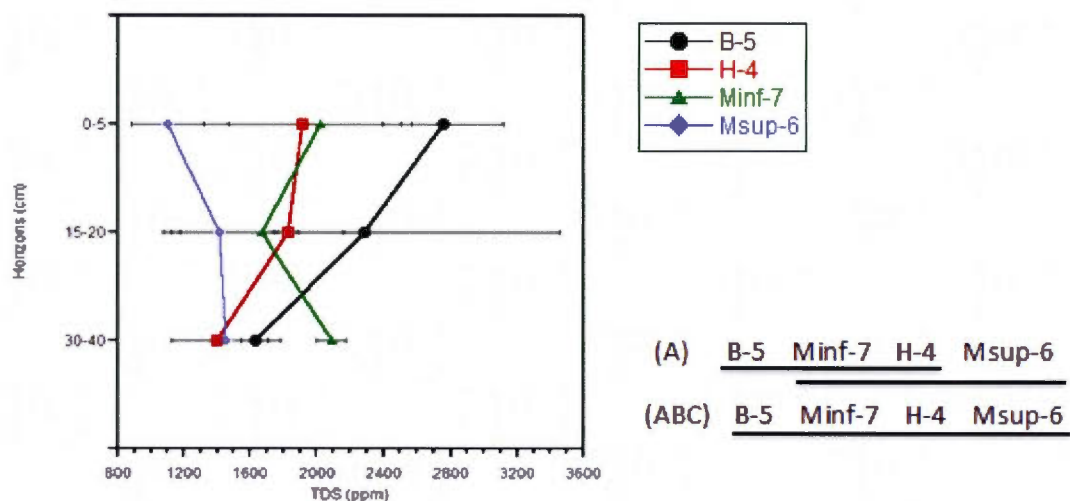 B-5
H-4
Minf-7
Msup-6
Horizons (cm)
0-5
15-20
30-40
800 1200 1600 2000 2400 2800 3200 3600
TDS (ppm)
(A) B-5 Minf-7 H-4 Msup-6
(ABC) B-5 Minf-7 H-4 Msup-6